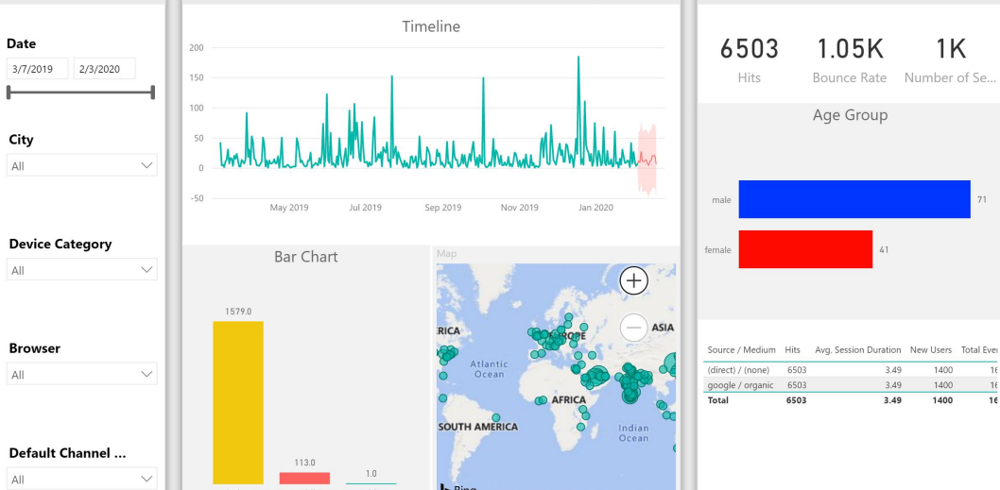 Date
3/7/2019 2/3/2020
City
All
Device Category
All
Browser
All
Default Channel ...
All
Timeline
200
150
100
50
0
-50
May 2019 Jul 2019 Sep 2019 Nov 2019 Jan 2020
Bar Chart
1579.0
113.0
1.0
Map
RICA
EUROPE
ASIA
Atlantic
Ocean
AFRICA
SOUTH AMERICA
Indian
Ocean
Bing
6503 1.05K 1K
Hits Bounce Rate Number of Se...
Age Group
male 71
female 41
Source / Medium Hits Avg. Session Duration New Users Total Ever
(direct) / (none) 6503 3.49 1400 16
google / organic 6503 3.49 1400 16
Total 6503 3.49 1400 16